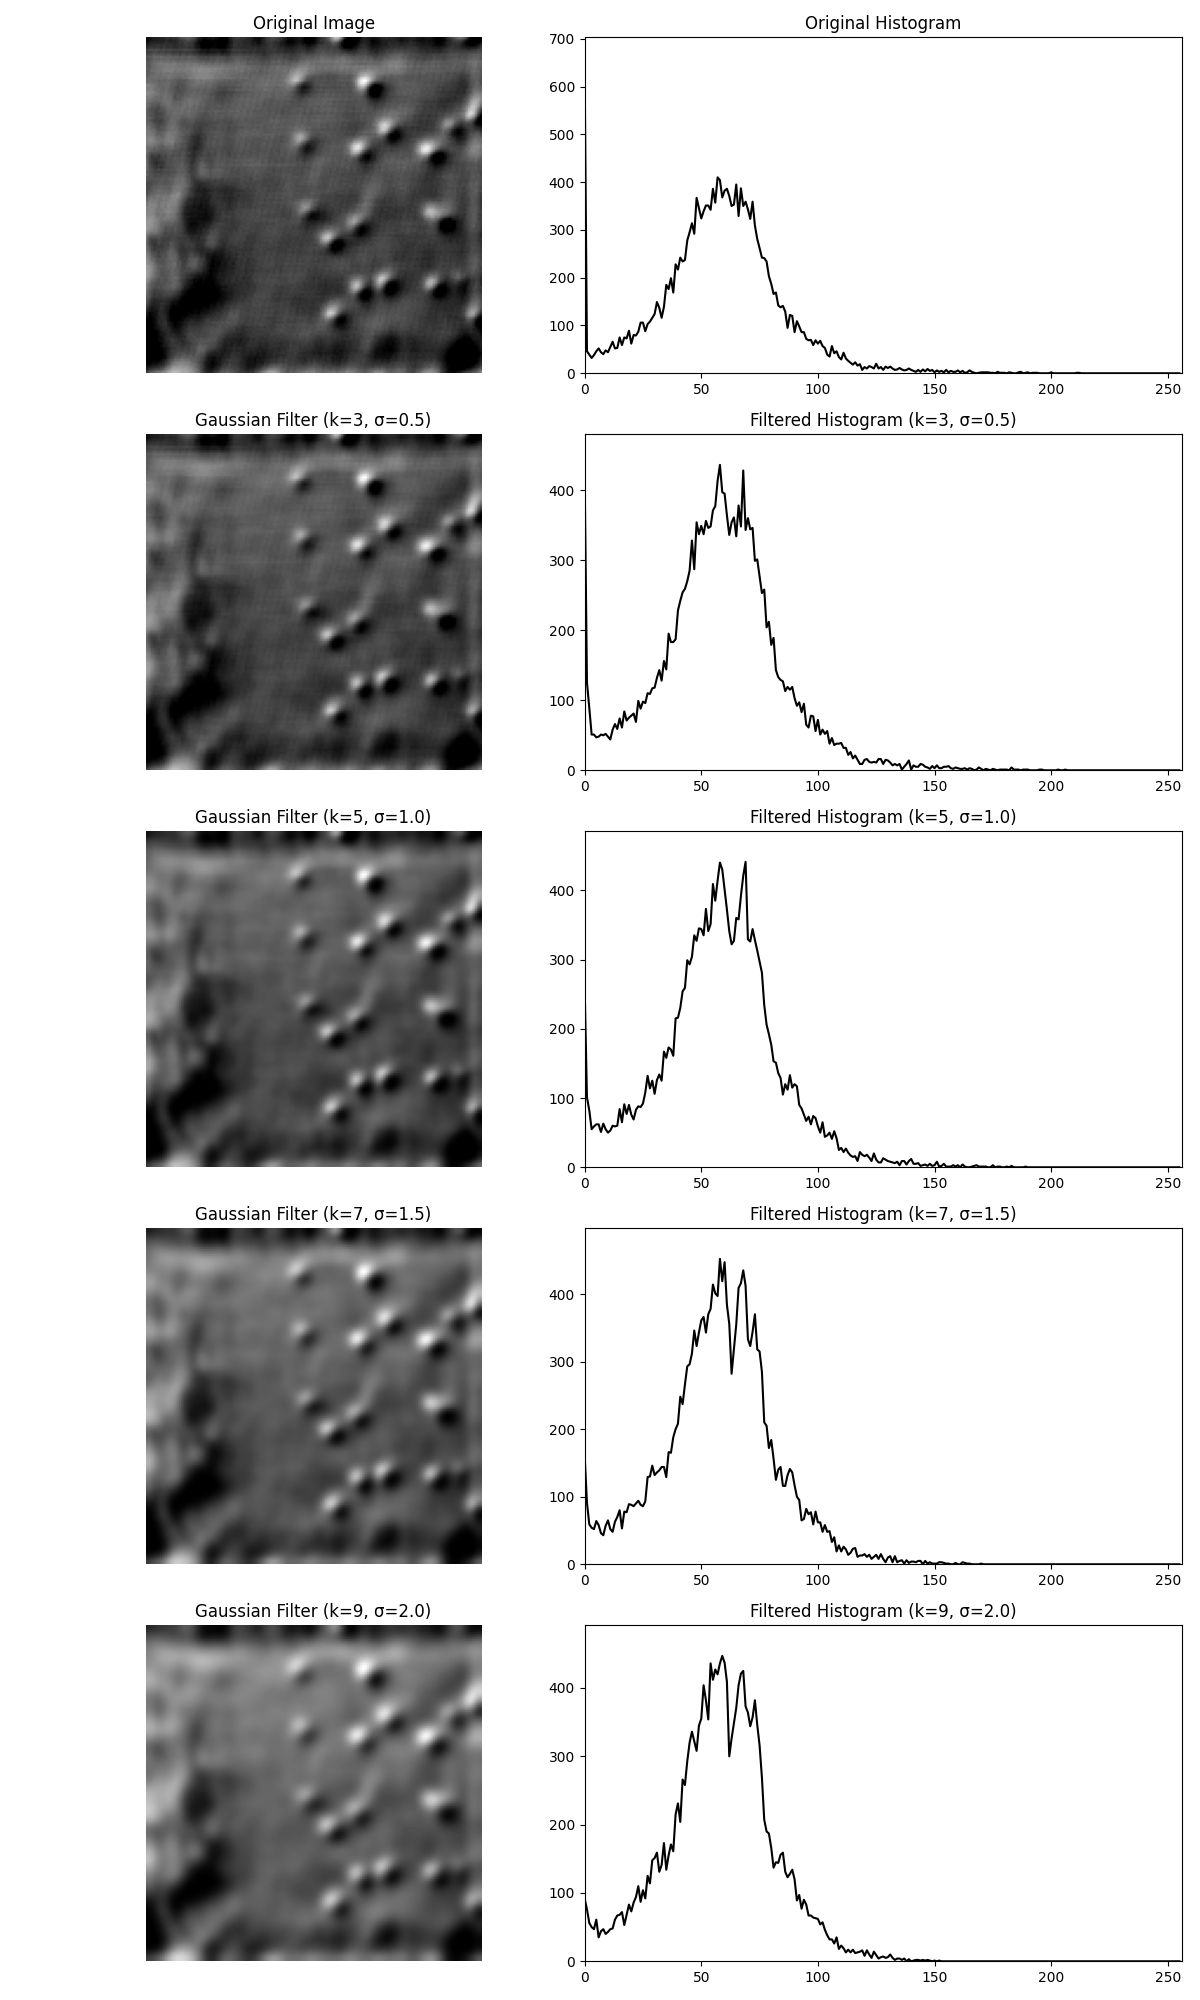 Original Image
Original Histogram
700
600
500
400
300
200
100
0
0 50 100 150 200 250
Gaussian Filter (k=3, σ=0.5)
Filtered Histogram (k=3, σ=0.5)
400
300
200
100
0
0 50 100 150 200 250
Gaussian Filter (k=5, σ=1.0)
Filtered Histogram (k=5, σ=1.0)
400
300
200
100
0
0 50 100 150 200 250
Gaussian Filter (k=7, σ=1.5)
Filtered Histogram (k=7, σ=1.5)
400
300
200
100
0
0 50 100 150 200 250
Gaussian Filter (k=9, σ=2.0)
Filtered Histogram (k=9, σ=2.0)
400
300
200
100
0
0 50 100 150 200 250